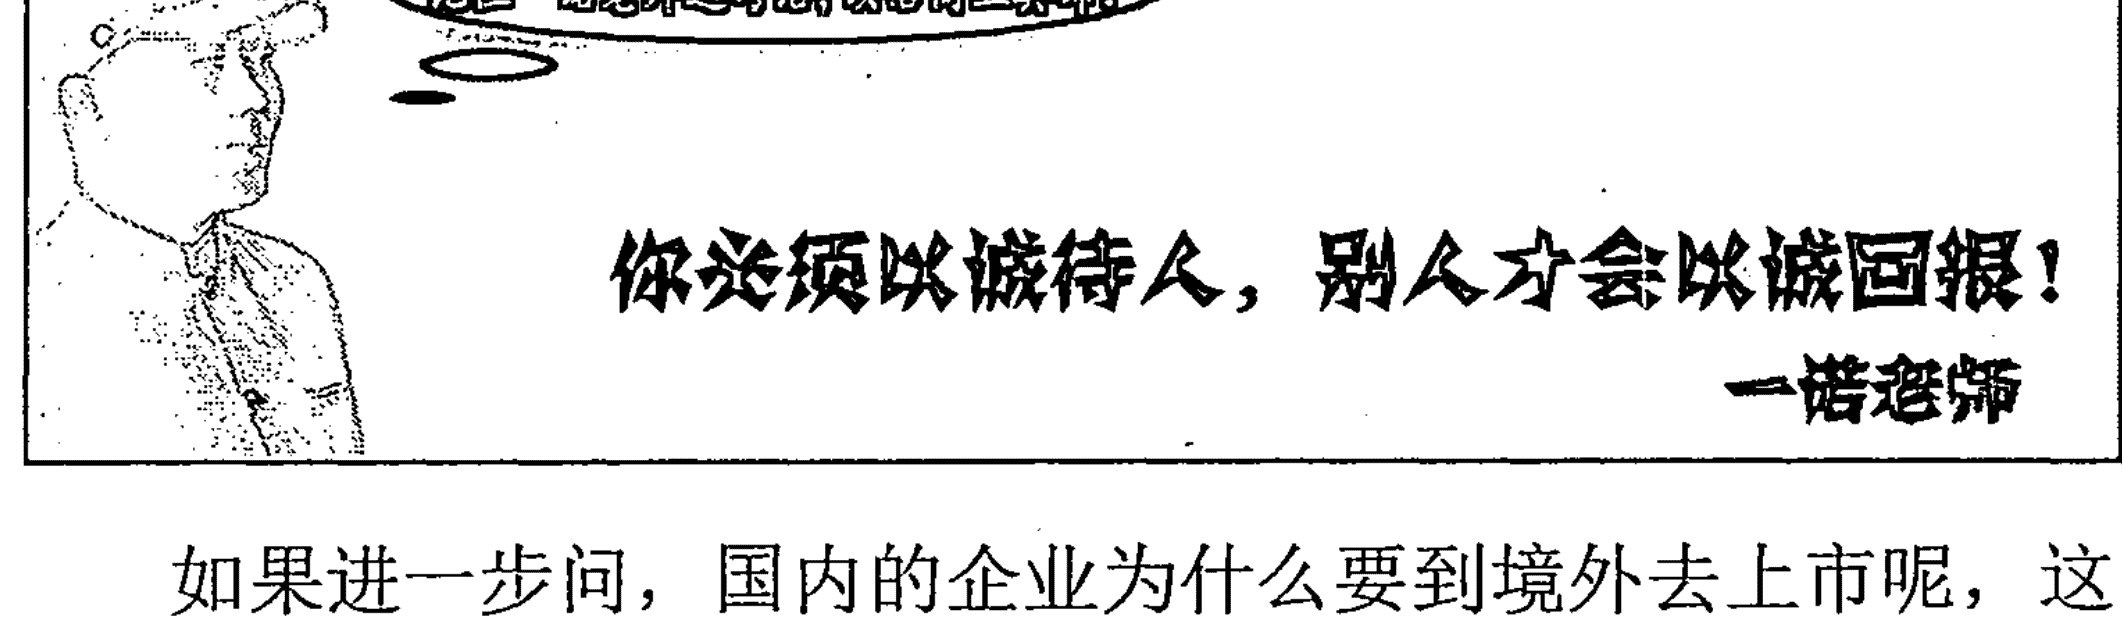 你必须以诚待人，别人才会以诚回报！
一诺老师
如果进一步问，国内的企业为什么要到境外去上市呢，这